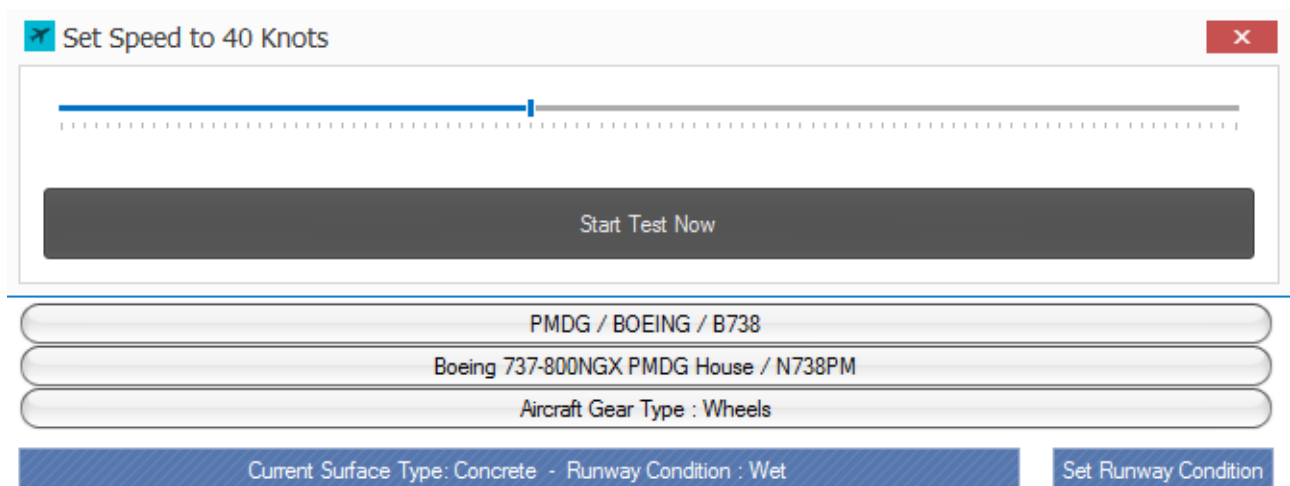 Set Speed to 40 Knots
Start Test Now
PMDG / BOEING / B738
Boeing 737-800NGX PMDG House / N738PM
Aircraft Gear Type : Wheels
Current Surface Type: Concrete - Runway Condition : Wet
Set Runway Condition